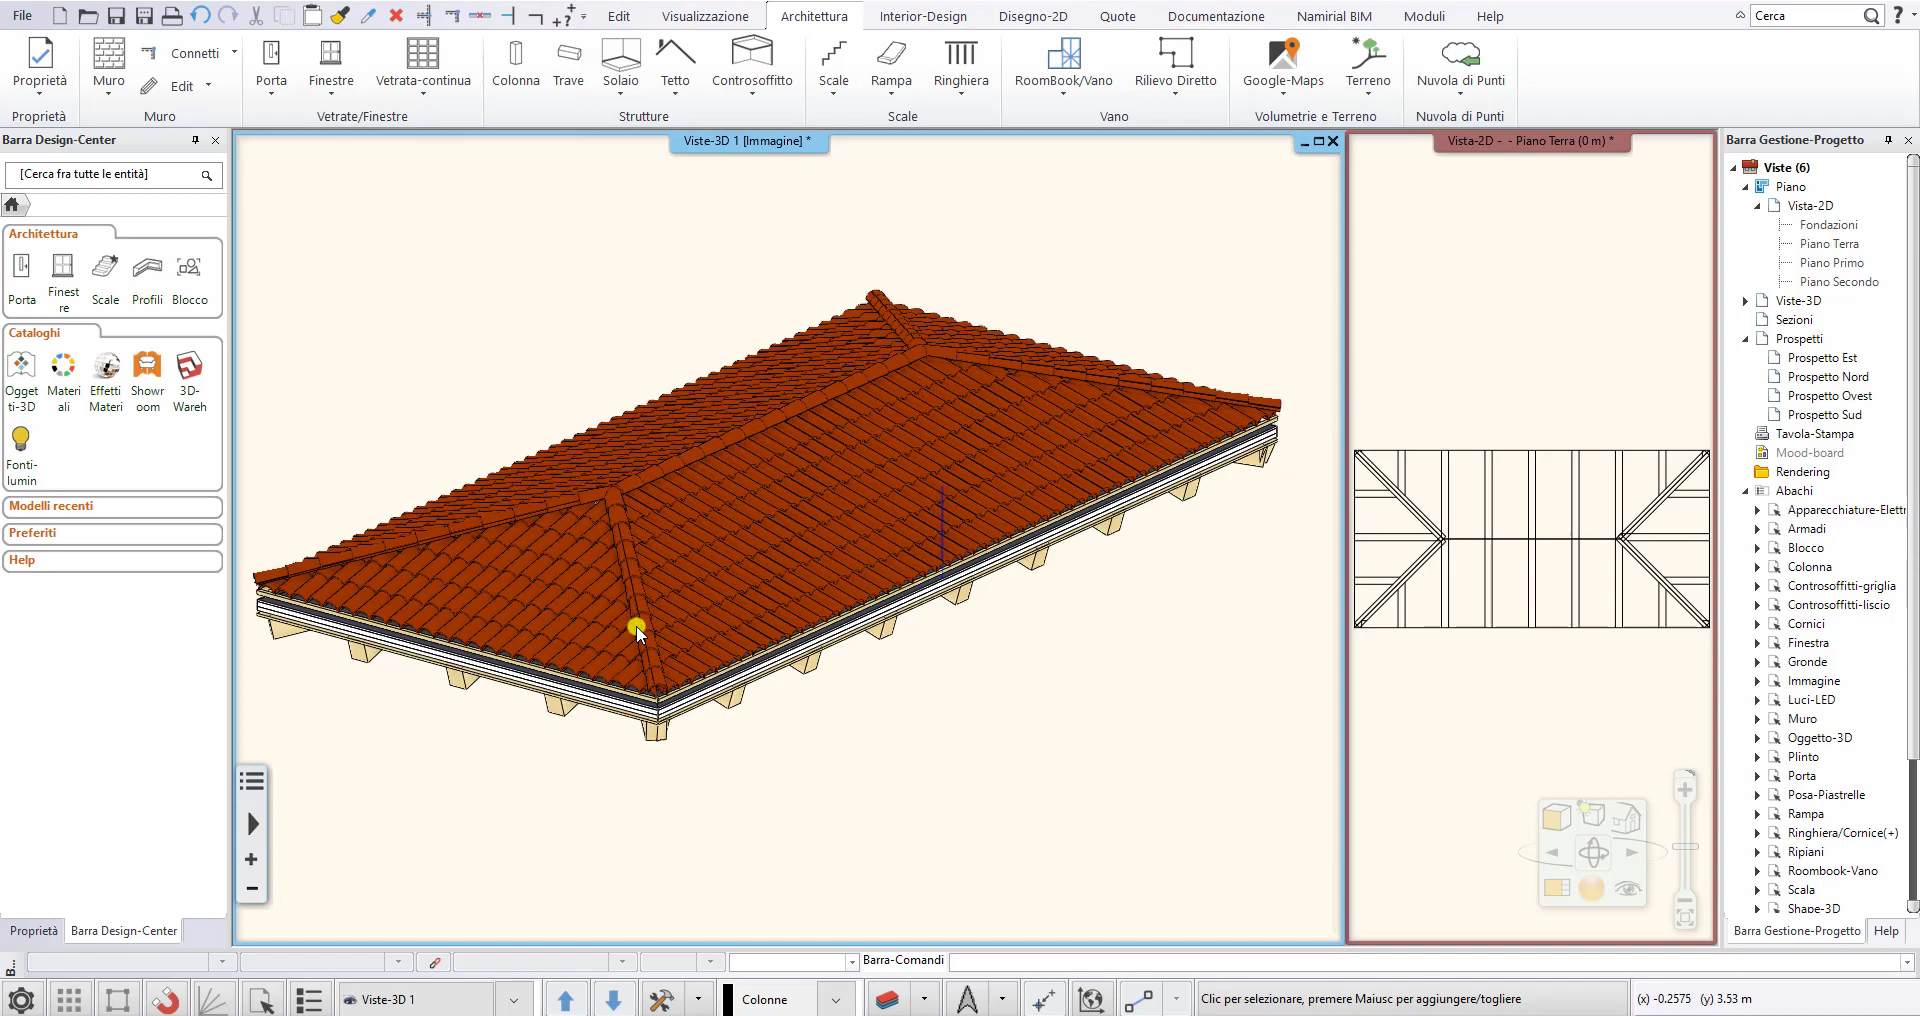 File
Edit
Visualizzazione
Architettura
Interior-Design
Disegno-2D
Quote
Documentazione
Namirial BIM
Moduli
Help
Cerca
Proprietà
Muro
Connetti
Edit
Porta
Finestre
Vetrata-continua
Colonna
Trave
Solaio
Tetto
Controsoffitto
Scale
Rampa
Ringhiera
RoomBook/Vano
Rilievo Diretto
Google-Maps
Terreno
Nuvola di Punti
Proprietà
Muro
Vetrate/Finestre
Strutture
Scale
Vano
Volumetrie e Terreno
Nuvola di Punti
Barra Design-Center
[Cerca fra tutte le entità]
Architettura
Porta
Finest
re
Scale
Profili
Blocco
Cataloghi
Ogget
ti-3D
Materi
ali
Effetti
Materi
Showr
oom
3D-
Wareh
Fonti-
lumin
Modelli recenti
Preferiti
Help
Proprietà
Barra Design-Center
Viste-3D 1 [Immagine] *
Vista-2D - - Piano Terra (0 m) *
Barra Gestione-Progetto
Viste (6)
Piano
Vista-2D
Fondazioni
Piano Terra
Piano Primo
Piano Secondo
Viste-3D
Sezioni
Prospetti
Prospetto Est
Prospetto Nord
Prospetto Ovest
Prospetto Sud
Tavola-Stampa
Mood-board
Rendering
Abachi
Apparecchiature-Elettr
Armadi
Blocco
Colonna
Controsoffitti-griglia
Controsoffitti-liscio
Cornici
Finestra
Gronde
Immagine
Luci-LED
Muro
Oggetto-3D
Plinto
Porta
Posa-Piastrelle
Rampa
Ringhiera/Cornice(+)
Ripiani
Roombook-Vano
Scala
Shape-3D
Barra Gestione-Progetto
Help
B...
Barra-Comandi
Viste-3D 1
Colonne
Clic per selezionare, premere Maiusc per aggiungere/togliere
(x) -0.2575 (y) 3.53 m